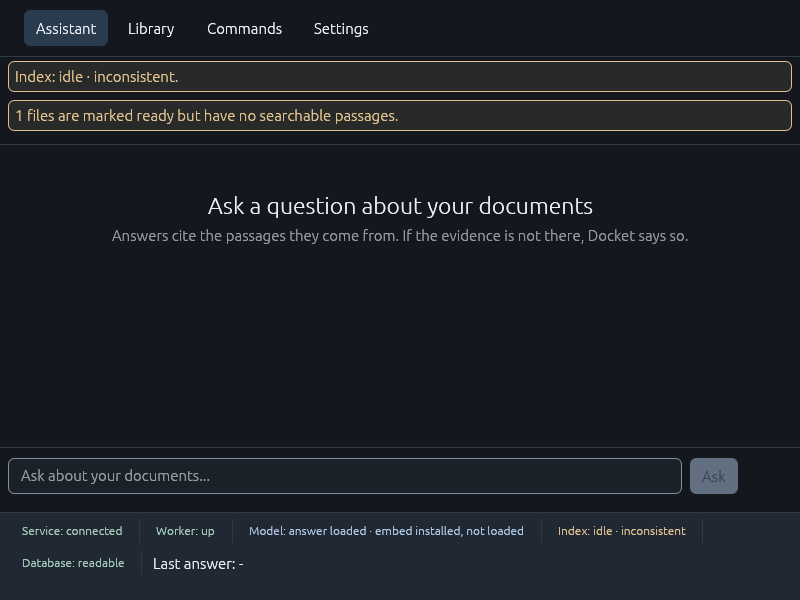 Assistant Library Commands Settings
Index: idle · inconsistent.
1 files are marked ready but have no searchable passages.
Ask a question about your documents
Answers cite the passages they come from. If the evidence is not there, Docket says so.
Ask about your documents... Ask
Service: connected Worker: up Model: answer loaded · embed installed, not loaded Index: idle · inconsistent
Database: readable Last answer: -